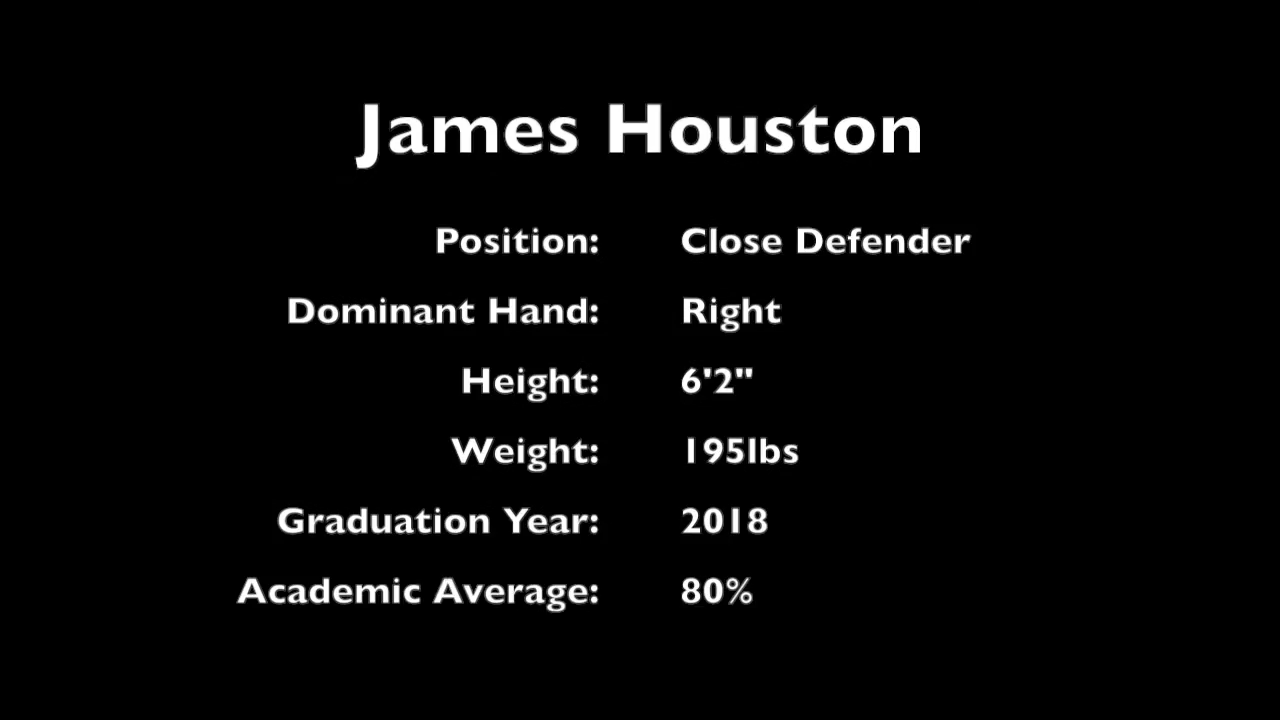 James Houston
Position: Close Defender
Dominant Hand: Right
Height: 6'2"
Weight: 195lbs
Graduation Year: 2018
Academic Average: 80%